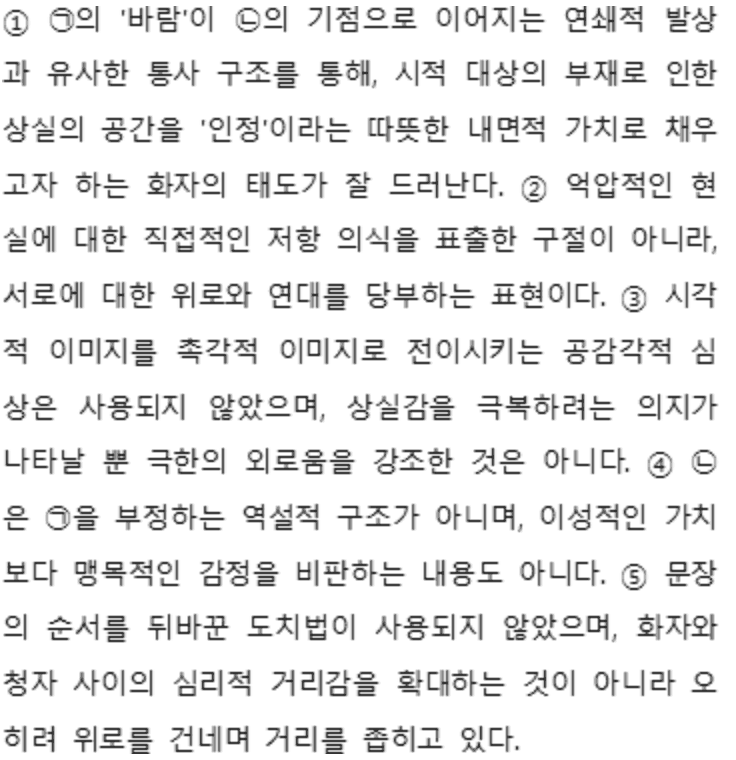 ① ㉠의 '바람'이 ㉡의 기점으로 이어지는 연쇄적 발상
과 유사한 통사 구조를 통해, 시적 대상의 부재로 인한
상실의 공간을 '인정'이라는 따뜻한 내면적 가치로 채우
고자 하는 화자의 태도가 잘 드러난다. ② 억압적인 현
실에 대한 직접적인 저항 의식을 표출한 구절이 아니라,
서로에 대한 위로와 연대를 당부하는 표현이다. ③ 시각
적 이미지를 촉각적 이미지로 전이시키는 공감각적 심
상은 사용되지 않았으며, 상실감을 극복하려는 의지가
나타날 뿐 극한의 외로움을 강조한 것은 아니다. ④ ㉡
은 ㉠을 부정하는 역설적 구조가 아니며, 이성적인 가치
보다 맹목적인 감정을 비판하는 내용도 아니다. ⑤ 문장
의 순서를 뒤바꾼 도치법이 사용되지 않았으며, 화자와
청자 사이의 심리적 거리감을 확대하는 것이 아니라 오
히려 위로를 건네며 거리를 좁히고 있다.